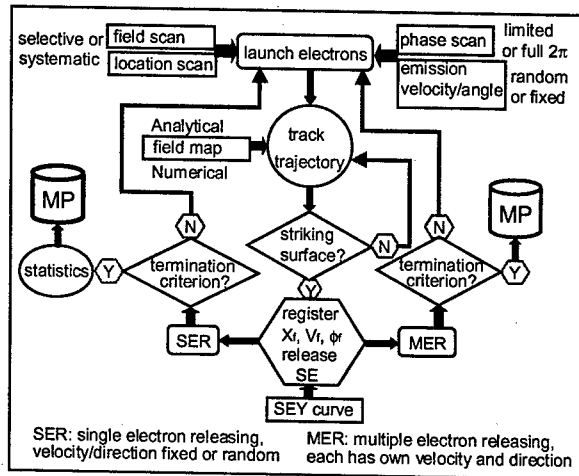 selective or
systematic
field scan
location scan
launch electrons
phase scan
emission
velocity/angle
limited
or full 2π
random
or fixed
Analytical
field map
Numerical
track
trajectory
MP
MP
N
N
N
striking
surface?
statistics
Y
termination
criterion?
termination
criterion?
Y
Y
SER
register
Xf, Vf, ϕf
release
SE
MER
SEY curve
SER: single electron releasing,
velocity/direction fixed or random
MER: multiple electron releasing,
each has own velocity and direction